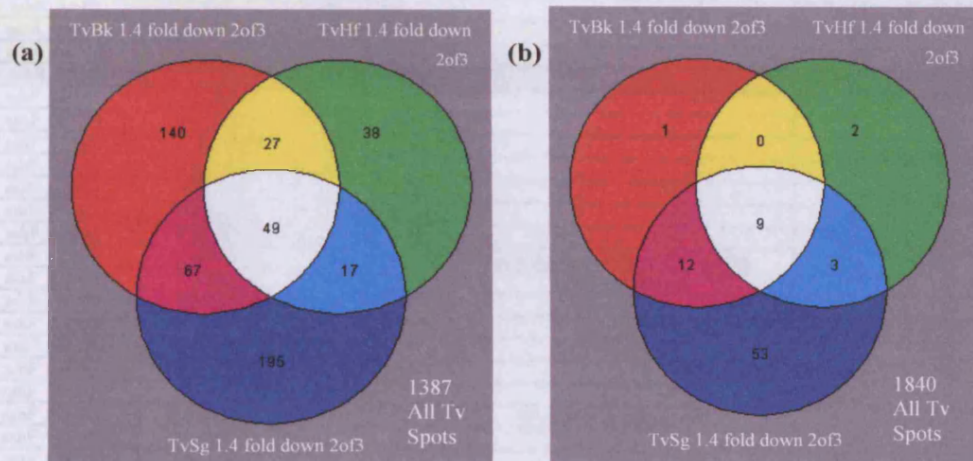 (a)
TvBk 1.4 fold down 2of3
TvHf 1.4 fold down
2of3
140
27
38
49
67
17
195
1387
All Tv
Spots
TvSg 1.4 fold down 2of3
(b)
TvBk 1.4 fold down 2of3
TvHf 1.4 fold down
2of3
1
0
2
9
12
3
53
1840
All Tv
Spots
TvSg 1.4 fold down 2of3